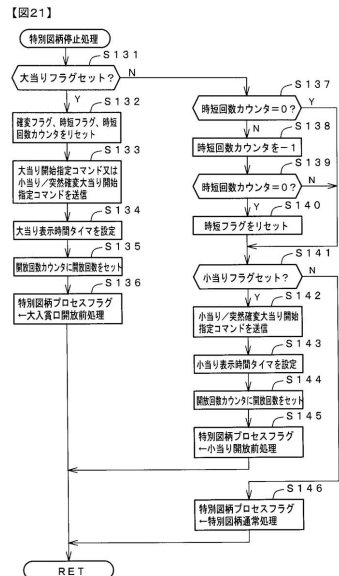 【図21】
特別図柄停止処理
S131
大当りフラグセット?
N
Y
S132
確変フラグ、時短フラグ、時短
回数カウンタをリセット
S133
大当り開始指定コマンド又は
小当り/突然確変大当り開始
指定コマンドを送信
S134
大当り表示時間タイマを設定
S135
開放回数カウンタに開放回数をセット
S136
特別図柄プロセスフラグ
←大入賞口開放前処理
S137
時短回数カウンタ=0?
Y
N
S138
時短回数カウンタを-1
S139
時短回数カウンタ=0?
N
Y
S140
時短フラグをリセット
S141
小当りフラグセット?
N
Y
S142
小当り/突然確変大当り開始
指定コマンドを送信
S143
小当り表示時間タイマを設定
S144
開放回数カウンタに開放回数をセット
S145
特別図柄プロセスフラグ
←小当り開放前処理
S146
特別図柄プロセスフラグ
←特別図柄通常処理
RET